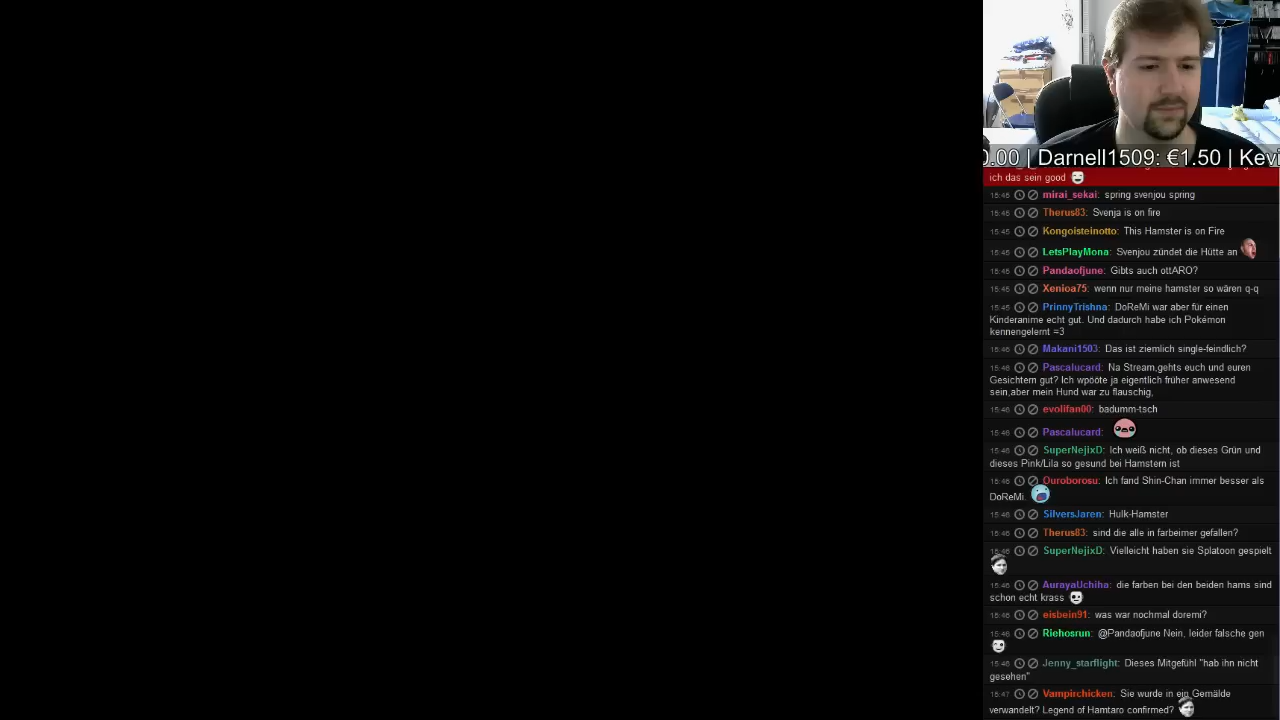 0.00 | Darnell1509: €1.50 | Kevi
ich das sein good
15:45 mirai_sekai: spring svenjou spring
15:45 Therus83: Svenja is on fire
15:45 Kongoisteinotto: This Hamster is on Fire
15:45 LetsPlayMona: Svenjou zündet die Hütte an
15:45 Pandaofjune: Gibts auch ottARO?
15:45 Xenioa75: wenn nur meine hamster so wären q-q
15:45 PrinnyTrishna: DoReMi war aber für einen
Kinderanime echt gut. Und dadurch habe ich Pokémon
kennengelernt =3
15:46 Makani1503: Das ist ziemlich single-feindlich?
15:46 Pascalucard: Na Stream,gehts euch und euren
Gesichtern gut? Ich wpööte ja eigentlich früher anwesend
sein,aber mein Hund war zu flauschig,
15:46 evolifan00: badumm-tsch
15:46 Pascalucard:
15:46 SuperNejixD: Ich weiß nicht, ob dieses Grün und
dieses Pink/Lila so gesund bei Hamstern ist
15:46 Ouroborosu: Ich fand Shin-Chan immer besser als
DoReMi.
15:46 SilversJaren: Hulk-Hamster
15:46 Therus83: sind die alle in farbeimer gefallen?
15:46 SuperNejixD: Vielleicht haben sie Splatoon gespielt
15:46 AurayaUchiha: die farben bei den beiden hams sind
schon echt krass
15:46 eisbein91: was war nochmal doremi?
15:46 Riehosrun: @Pandaofjune Nein, leider falsche gen
15:46 Jenny_starflight: Dieses Mitgefühl "hab ihn nicht
gesehen"
15:47 Vampirchicken: Sie wurde in ein Gemälde
verwandelt? Legend of Hamtaro confirmed?